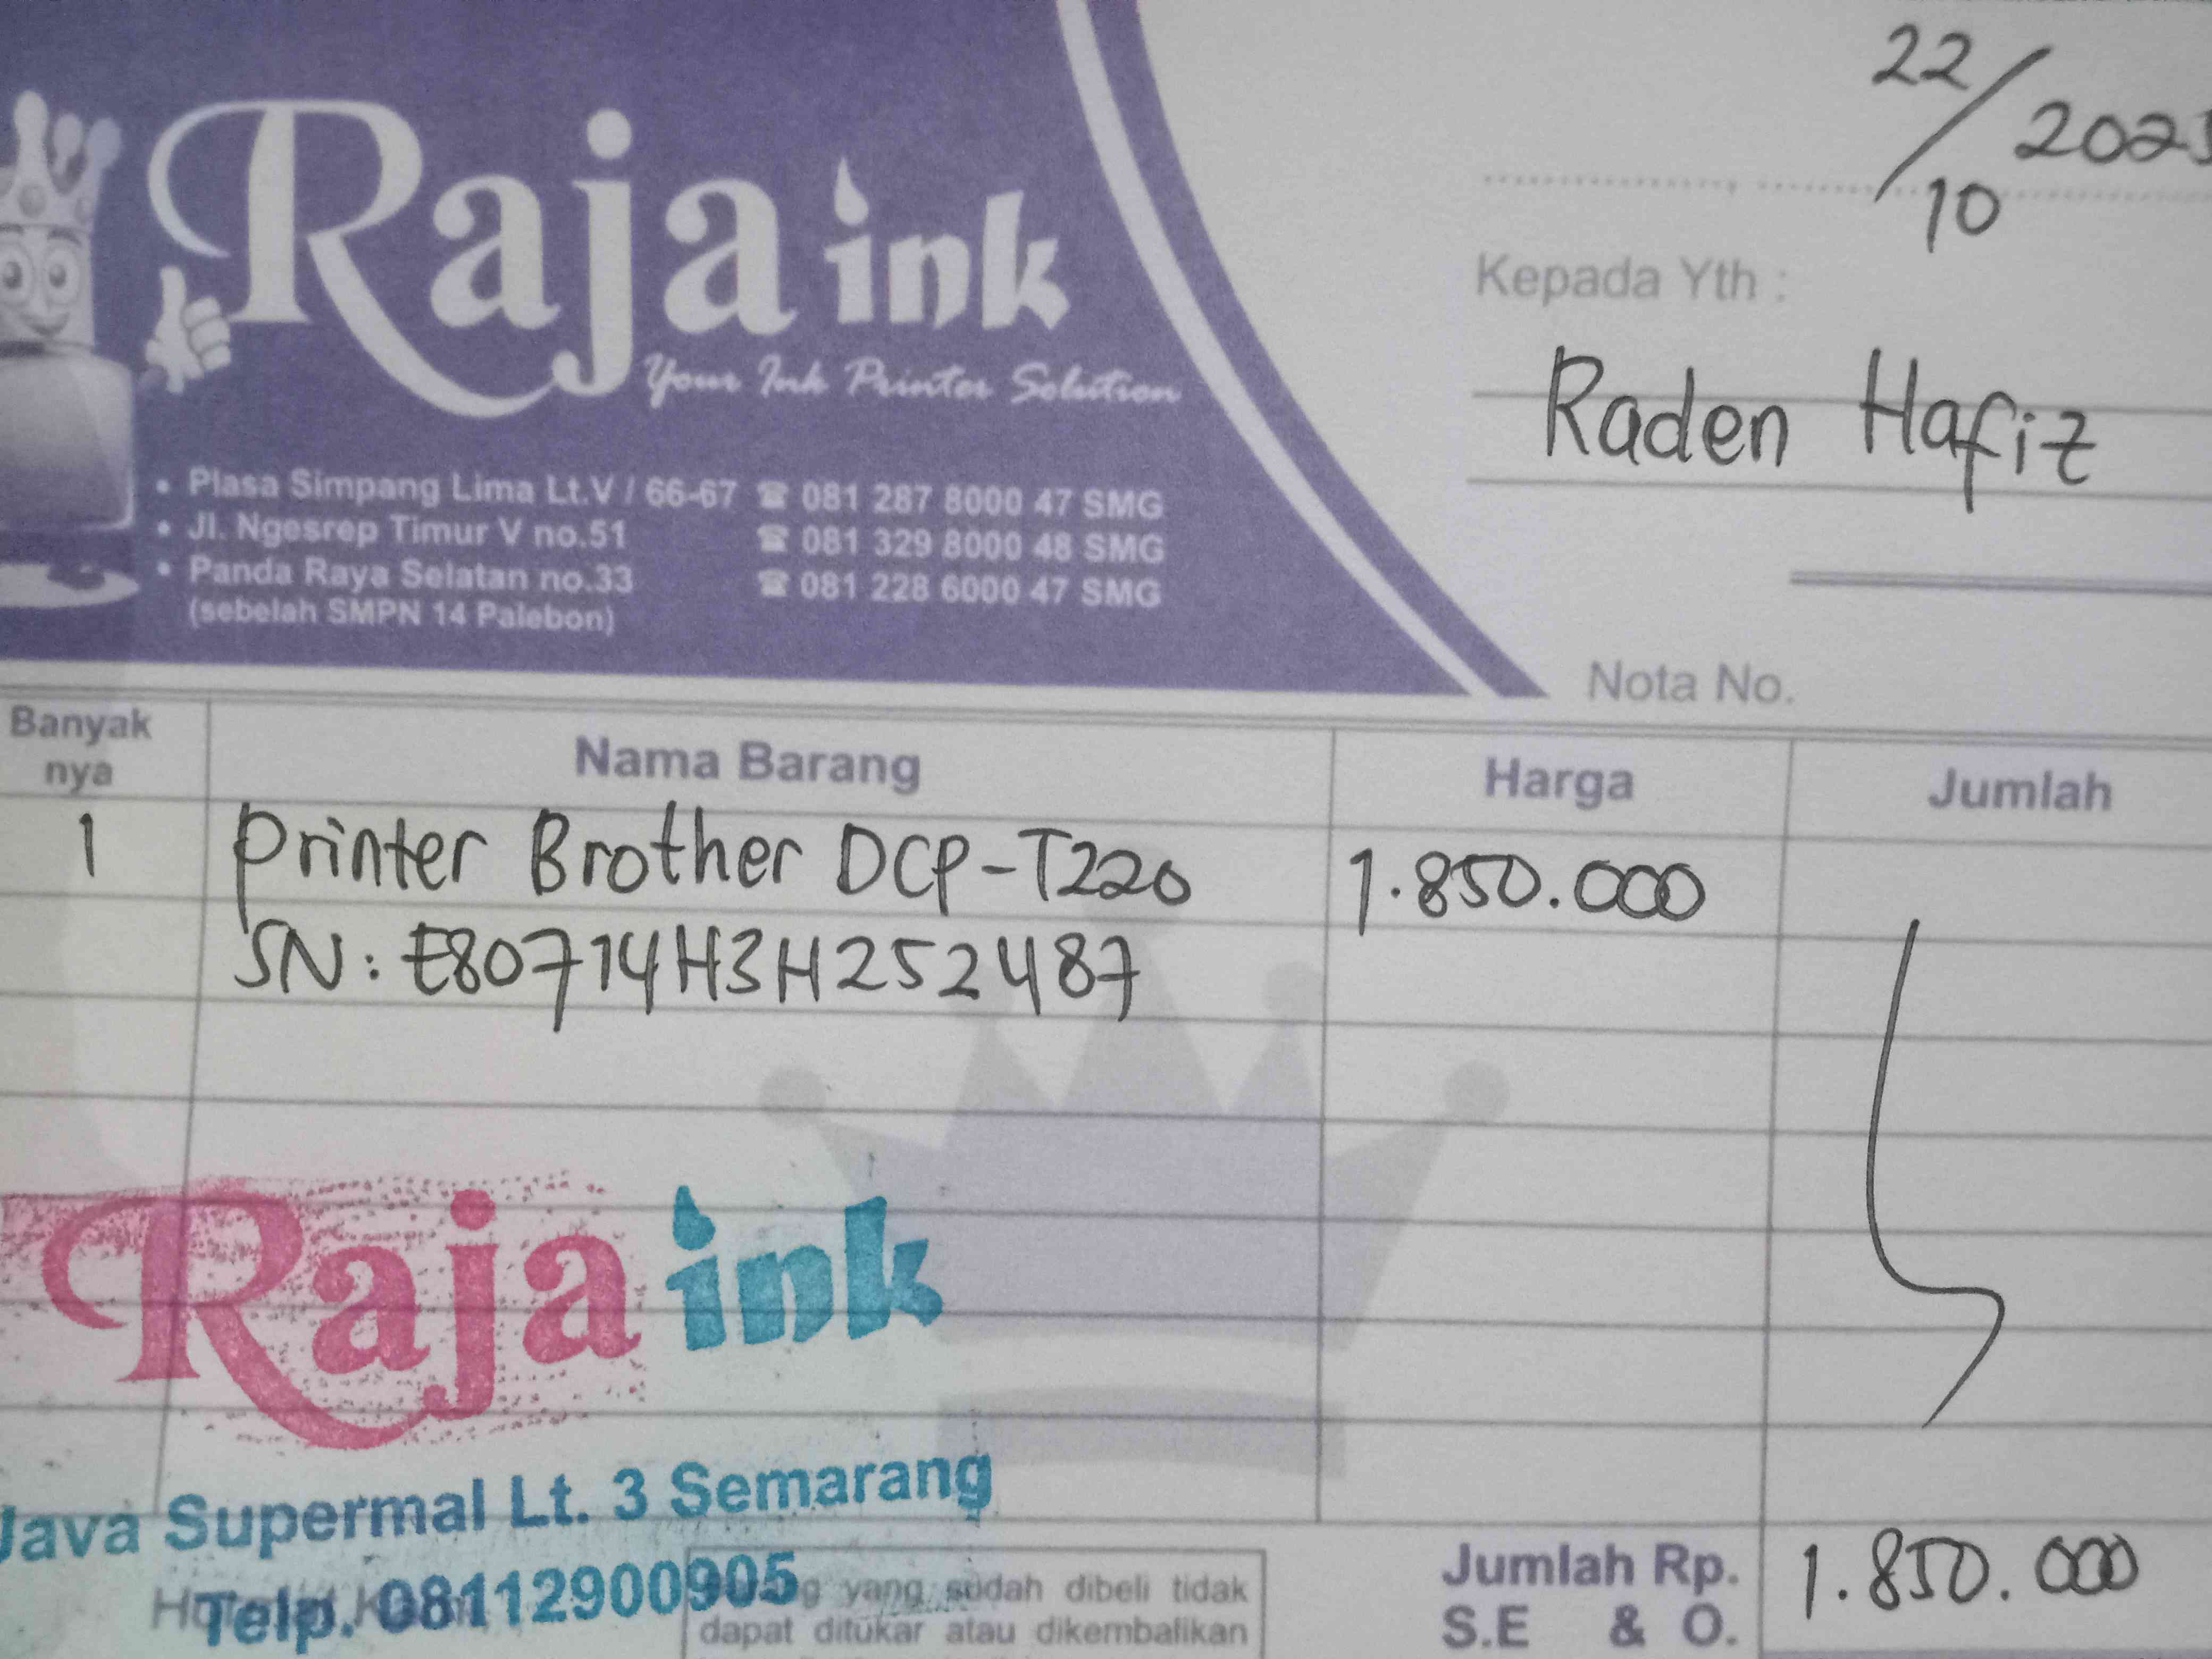 22/10
Raja ink
Your Ink Printer Solution
• Plasa Simpang Lima Lt.V / 66-67 ☎ 081 287 8000 47 SMG
• Jl. Ngesrep Timur V no.51 ☎ 081 329 8000 48 SMG
• Panda Raya Selatan no.33 ☎ 081 228 6000 47 SMG
(sebelah SMPN 14 Palebon)
Kepada Yth :
Raden Hafiz
Nota No.
Banyak nya Nama Barang Harga Jumlah
1 Printer Brother DCP-T220 1.850.000
SN: E80714H3H252487
Raja ink
Java Supermal Lt. 3 Semarang
Telp. 08112900905
yang sudah dibeli tidak
dapat ditukar atau dikembalikan
Jumlah Rp. 1.850.000
S.E & O.